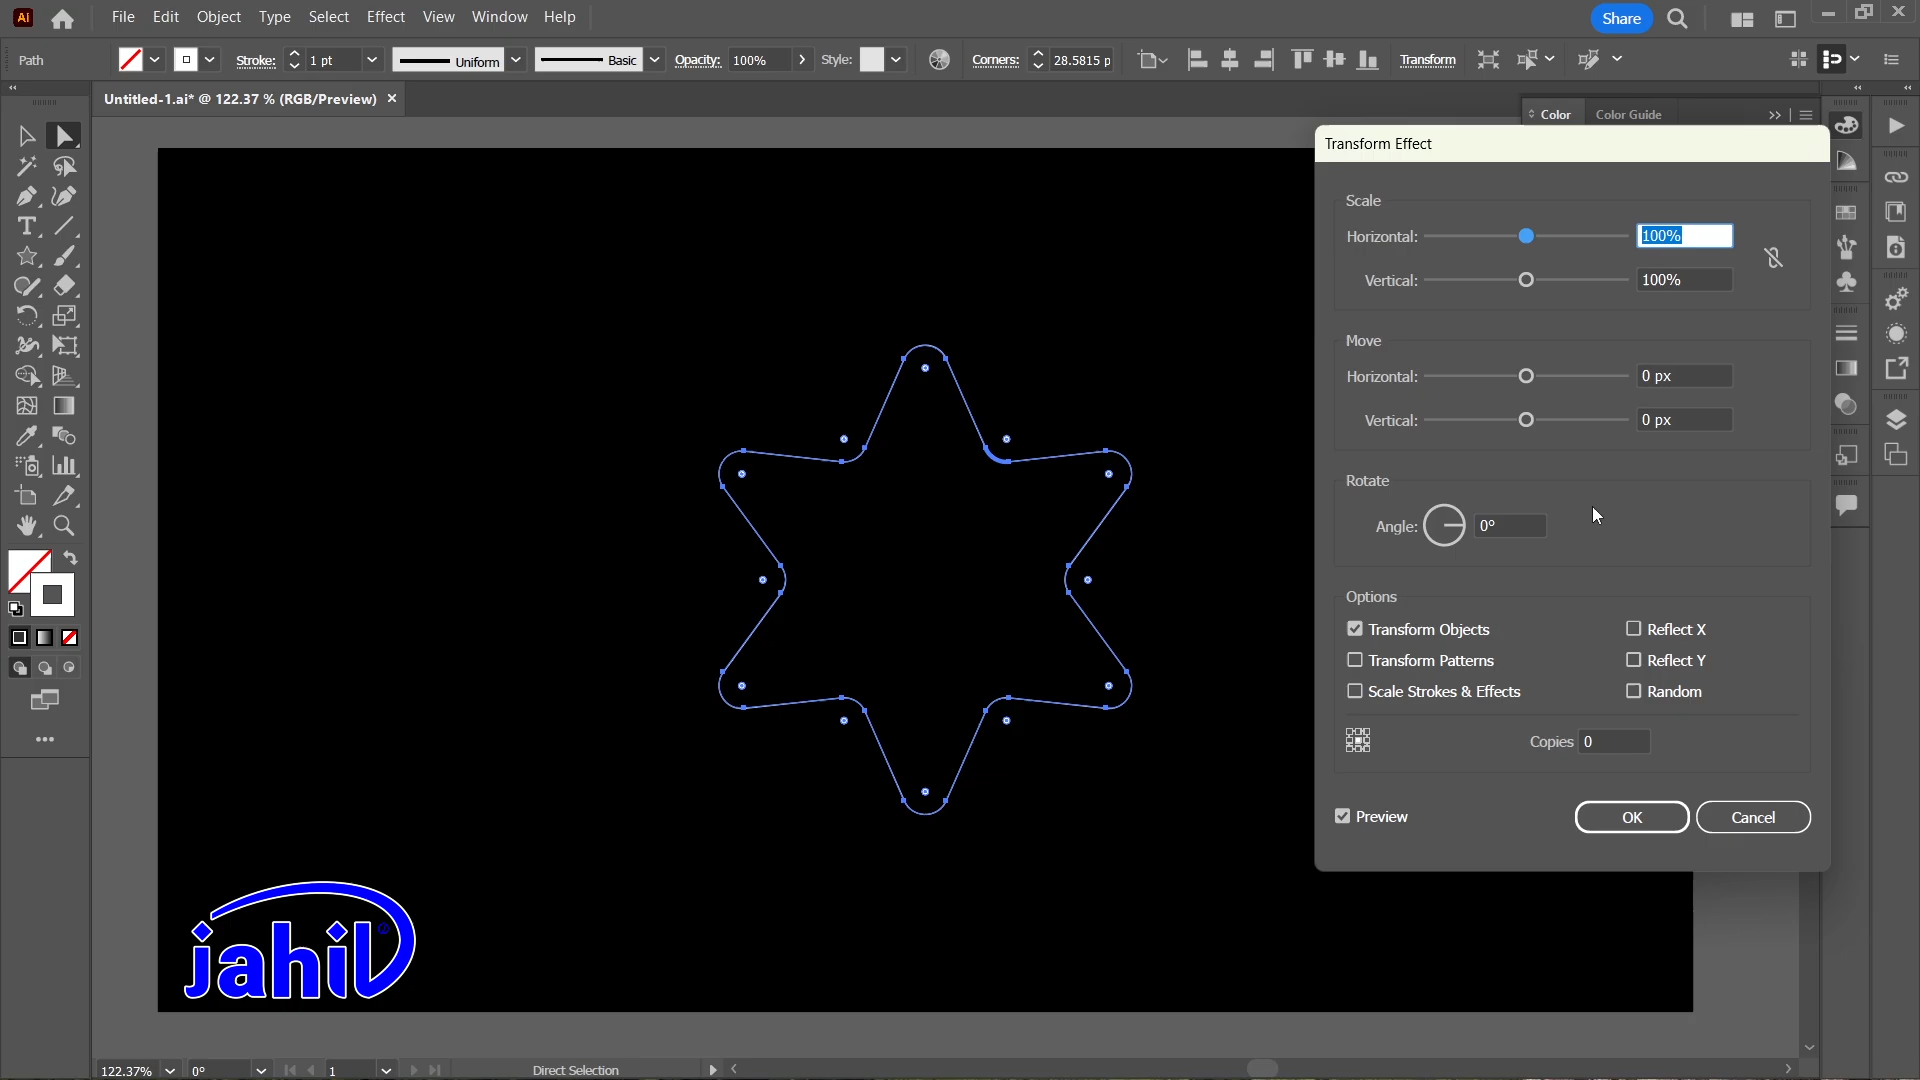 Ai File Edit Object Type Select Effect View Window Help Share
Path Stroke: 1 pt Uniform Basic Opacity: 100% Style: Corners: 28.5815 p Transform
Untitled-1.ai* @ 122.37 % (RGB/Preview) ×
Color Color Guide
Transform Effect
Scale
Horizontal: 100%
Vertical: 100%
Move
Horizontal: 0 px
Vertical: 0 px
Rotate
Angle: 0°
Options
Transform Objects Reflect X
Transform Patterns Reflect Y
Scale Strokes & Effects Random
Copies 0
Preview OK Cancel
jahil
122.37% 0° 1 Direct Selection